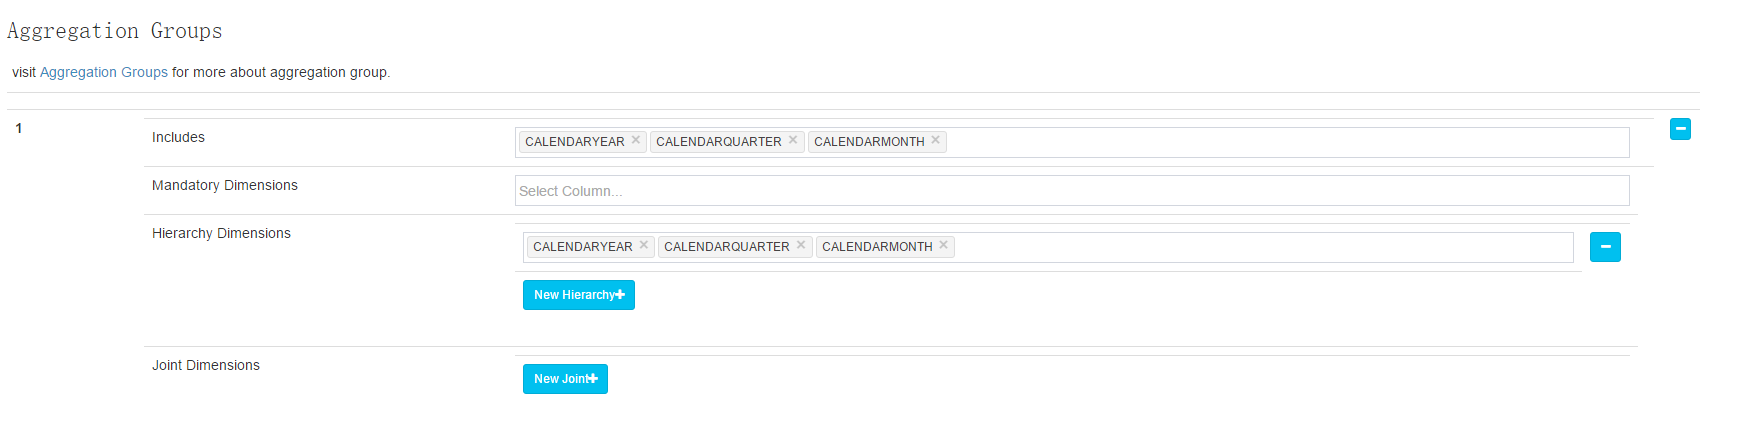 Aggregation Groups
visit Aggregation Groups for more about aggregation group.
1
Includes
CALENDARYEAR × CALENDARQUARTER × CALENDARMONTH ×
Mandatory Dimensions
Select Column...
Hierarchy Dimensions
CALENDARYEAR × CALENDARQUARTER × CALENDARMONTH ×
New Hierarchy+
Joint Dimensions
New Joint+